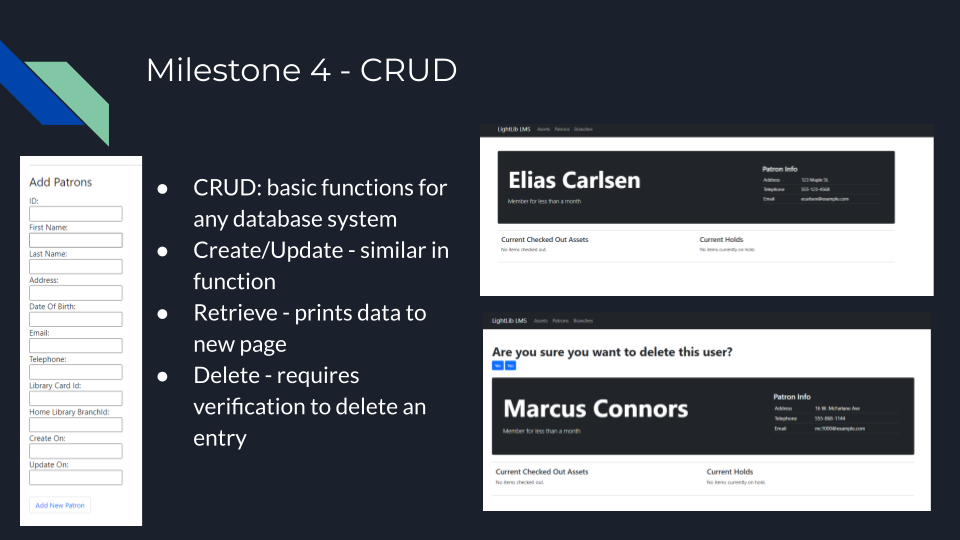 Milestone 4 - CRUD
Add Patrons
ID:
First Name:
Last Name:
Address:
Date Of Birth:
Email:
Telephone:
Library Card Id:
Home Library BranchId:
Create On:
Update On:
Add New Patron
● CRUD: basic functions for
any database system
● Create/Update - similar in
function
● Retrieve - prints data to
new page
● Delete - requires
verification to delete an
entry
LightLib LMS Assets Patrons Branches
Elias Carlsen
Member for less than a month
Patron Info
Address 123 Maple St.
Telephone 555-123-4568
Email ecarlsen@example.com
Current Checked Out Assets
No items checked out.
Current Holds
No items currently on hold.
LightLib LMS Assets Patrons Branches
Are you sure you want to delete this user?
Yes No
Marcus Connors
Member for less than a month
Patron Info
Address 16 W. McFarlane Ave
Telephone 555-868-1144
Email mc1000@example.com
Current Checked Out Assets
No items checked out.
Current Holds
No items currently on hold.